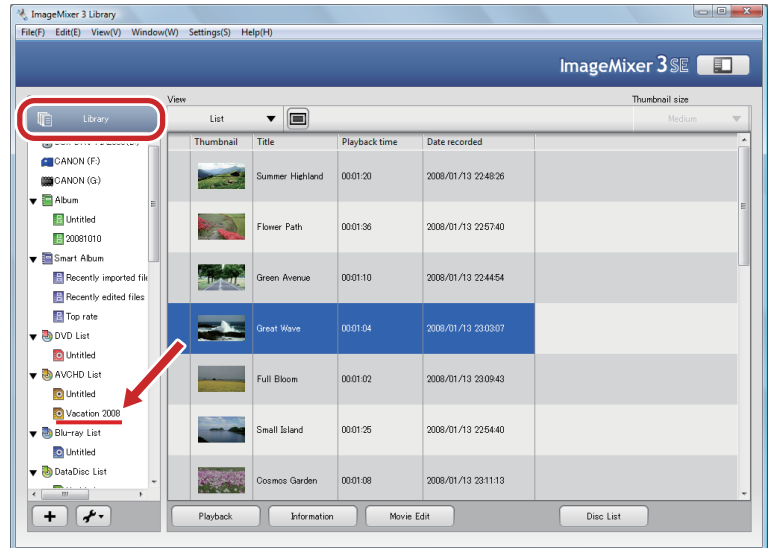 ImageMixer 3 Library
File(F) Edit(E) View(V) Window(W) Settings(S) Help(H)
ImageMixer 3 SE
View
Thumbnail size
Library
List
Medium
Thumbnail Title Playback time Date recorded
CANON (F:)
CANON (G:)
Album
Untitled
20081010
Smart Album
Recently imported file
Recently edited files
Top rate
DVD List
Untitled
AVCHD List
Untitled
Vacation 2008
Blu-ray List
Untitled
DataDisc List
Summer Highland 00:01:20 2008/01/13 22:48:26
Flower Path 00:01:36 2008/01/13 22:57:40
Green Avenue 00:01:10 2008/01/13 22:44:54
Great Wave 00:01:04 2008/01/13 23:03:07
Full Bloom 00:01:02 2008/01/13 23:09:43
Small Island 00:01:25 2008/01/13 22:54:40
Cosmos Garden 00:01:08 2008/01/13 23:11:13
Playback Information Movie Edit Disc List